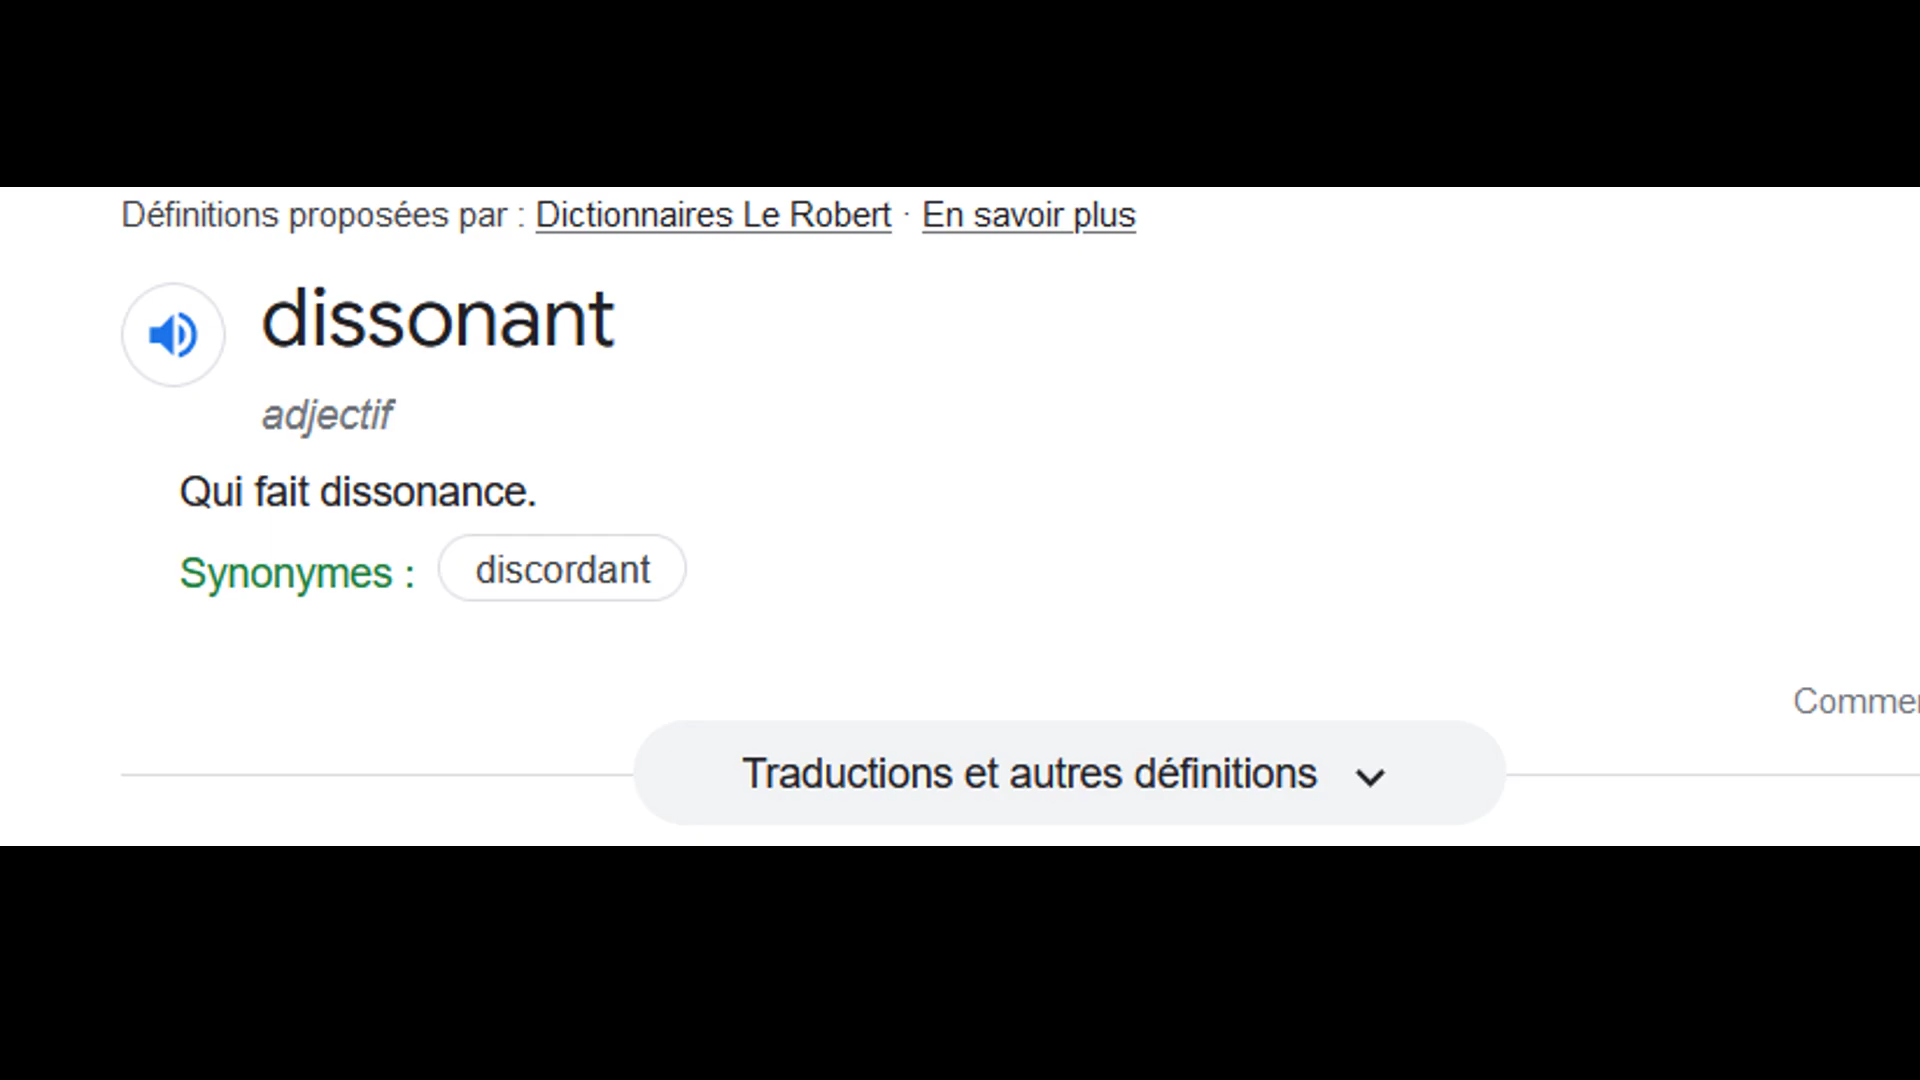 Définitions proposées par : Dictionnaires Le Robert · En savoir plus
dissonant
adjectif
Qui fait dissonance.
Synonymes : discordant
Commen
Traductions et autres définitions